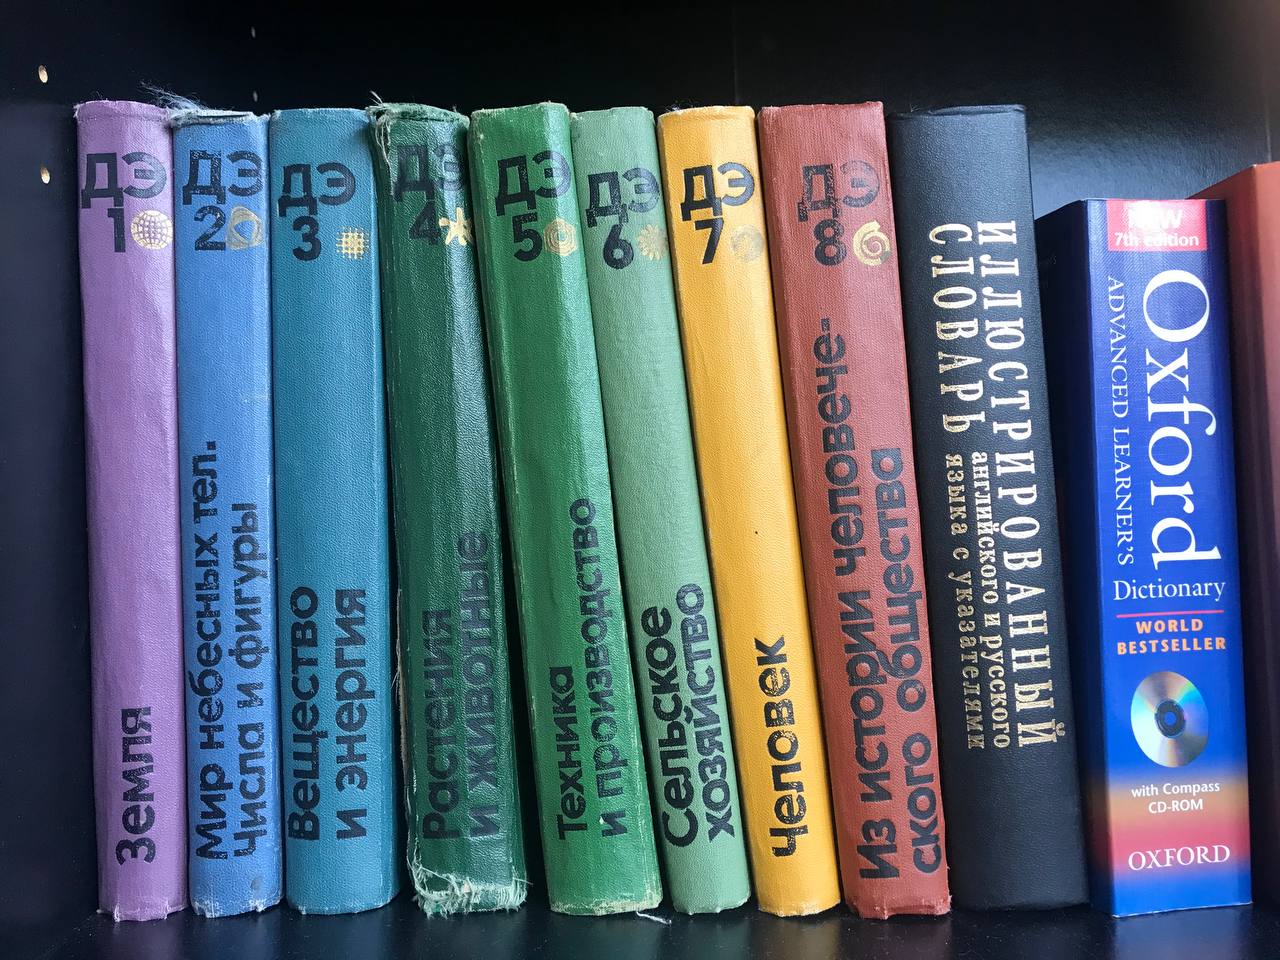 ДЭ
1
Земля
ДЭ
2
Мир небесных тел.
Числа и фигуры
ДЭ
3
Вещество
и энергия
ДЭ
4
Растения
и животные
ДЭ
5
Техника
и производство
ДЭ
6
Сельское
хозяйство
ДЭ
7
Человек
ДЭ
8
Из истории человече-
ского общества
ИЛЛЮСТРИРОВАННЫЙ
СЛОВАРЬ
английского и русского
языка с указателями
NEW
7th edition
Oxford
ADVANCED LEARNER'S
Dictionary
WORLD
BESTSELLER
with Compass
CD-ROM
OXFORD